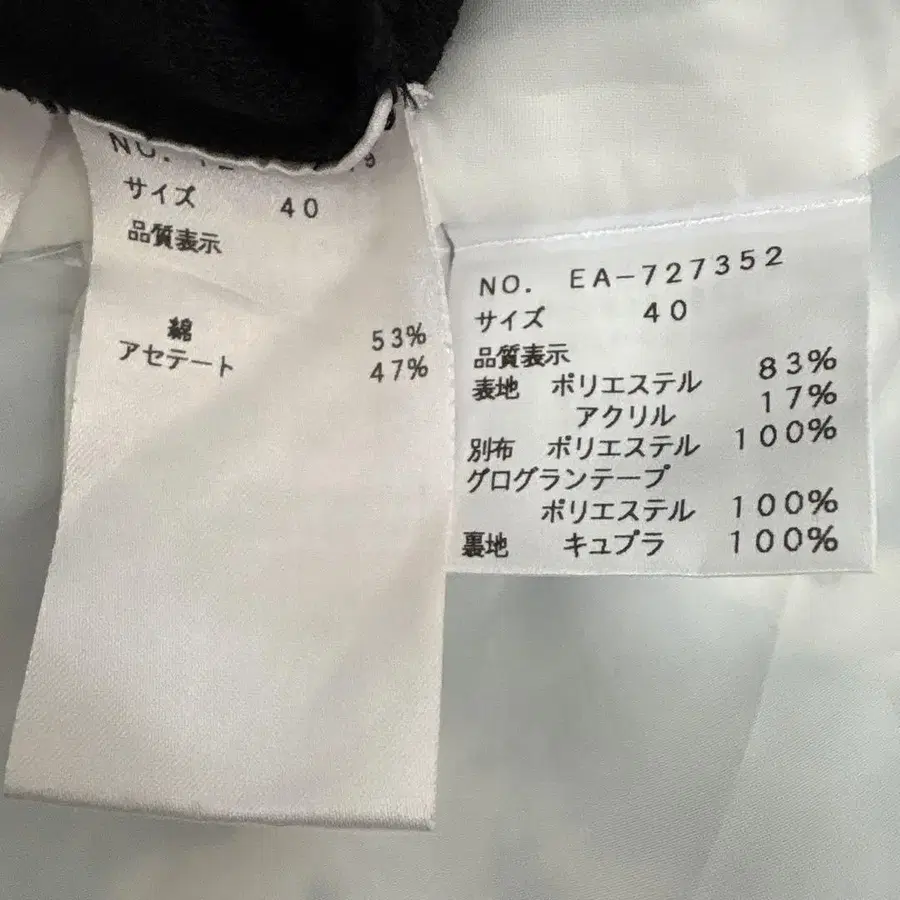 NO.
サイズ 40
品質表示
綿 53%
アセテート 47%
NO. EA-727352
サイズ 40
品質表示
表地 ポリエステル 83%
アクリル 17%
別布 ポリエステル 100%
グログランテープ
ポリエステル 100%
裏地 キュプラ 100%